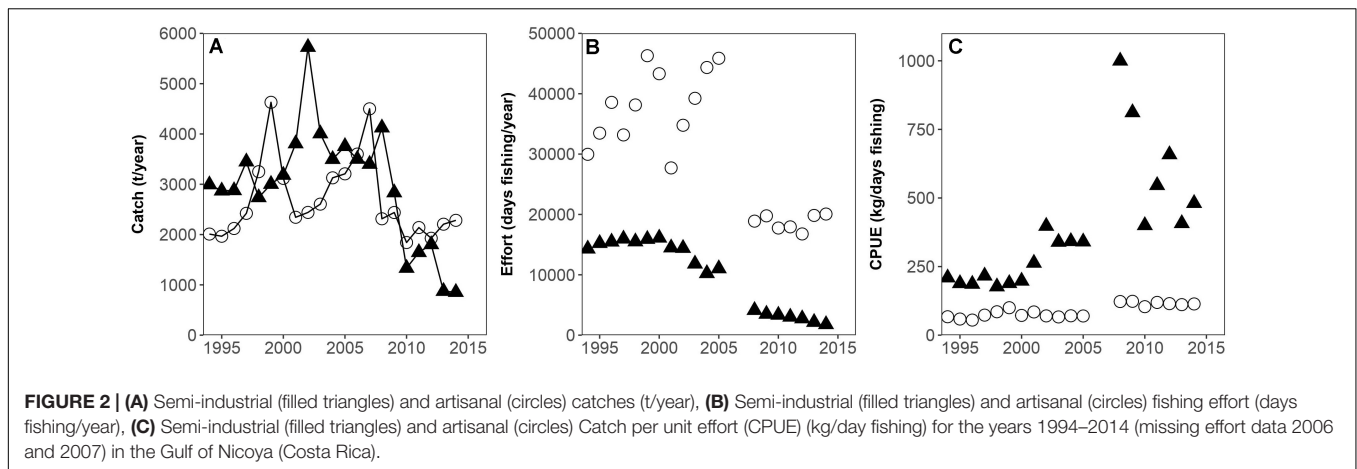 A
Catch (t/year)
6000
5000
4000
3000
2000
1000
0
1995 2000 2005 2010 2015
B
Effort (days fishing/year)
50000
40000
30000
20000
10000
0
1995 2000 2005 2010 2015
C
CPUE (kg/days fishing)
1000
750
500
250
0
1995 2000 2005 2010 2015
FIGURE 2 | (A) Semi-industrial (filled triangles) and artisanal (circles) catches (t/year), (B) Semi-industrial (filled triangles) and artisanal (circles) fishing effort (days
fishing/year), (C) Semi-industrial (filled triangles) and artisanal (circles) Catch per unit effort (CPUE) (kg/day fishing) for the years 1994–2014 (missing effort data 2006
and 2007) in the Gulf of Nicoya (Costa Rica).